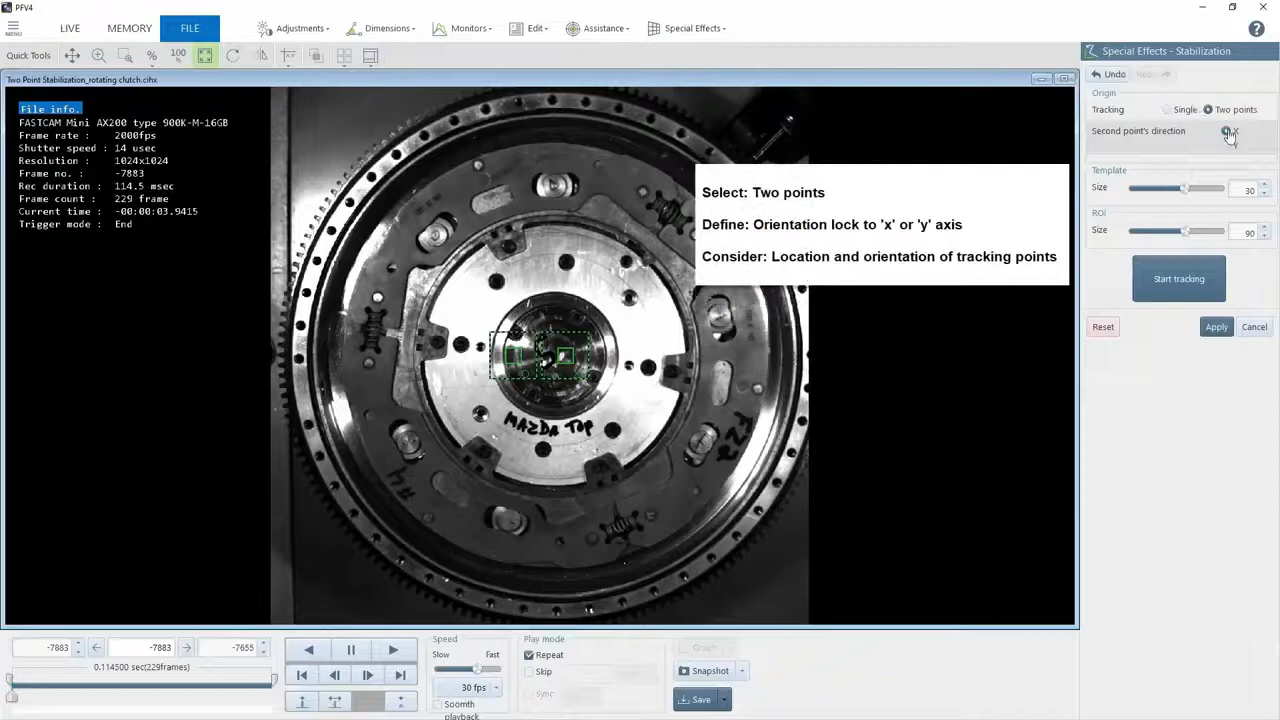 PFV4
MENU
LIVE
MEMORY
FILE
Adjustments
Dimensions
Monitors
Edit
Assistance
Special Effects
Quick Tools
%
100
Special Effects - Stabilization
Two Point Stabilization_rotating clutch.cihx
Undo
Redo
Origin
Tracking
Single
Two points
Second point's direction
Template
Size
30
ROI
Size
90
Start tracking
Reset
Apply
Cancel
File info.
FASTCAM Mini AX200 type 900K-M-16GB
Frame rate : 2000fps
Shutter speed : 14 usec
Resolution : 1024x1024
Frame no. : -7883
Rec duration : 114.5 msec
Frame count : 229 frame
Current time : -00:00:03.9415
Trigger mode : End
Select: Two points
Define: Orientation lock to 'x' or 'y' axis
Consider: Location and orientation of tracking points
MAZDA TOP
-7883
-7883
-7655
0.114500 sec(229frames)
Speed
Slow
Fast
30 fps
Soomth playback
Play mode
Repeat
Skip
Sync
Graph
Snapshot
Save